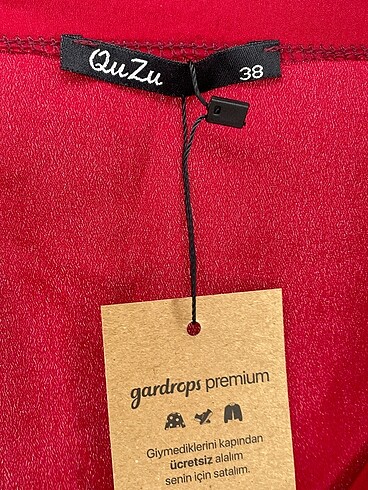 QuZu
38
gardrops premium
Giymediklerini kapından
ücretsiz alalım
senin için satalım.